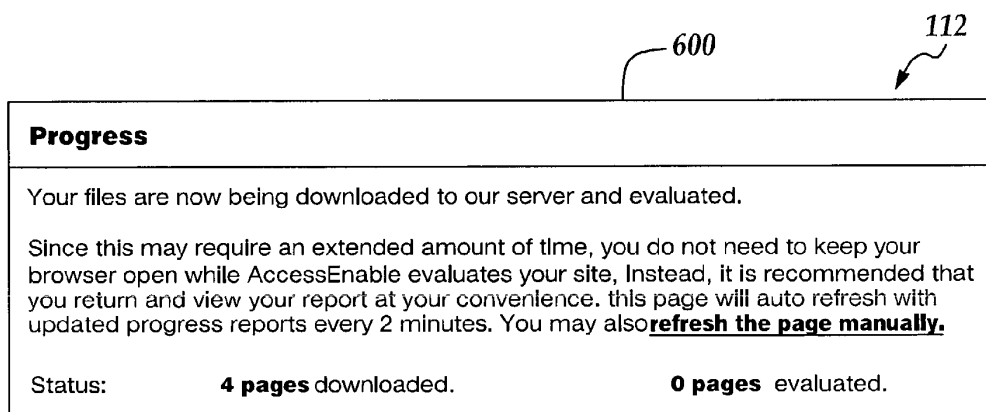 112
600
Progress
Your files are now being downloaded to our server and evaluated.
Since this may require an extended amount of tIme, you do not need to keep your
browser open while AccessEnable evaluates your site, Instead, it is recommended that
you return and view your report at your convenience. this page will auto refresh with
updated progress reports every 2 minutes. You may also refresh the page manually.
Status: 4 pages downloaded. 0 pages evaluated.